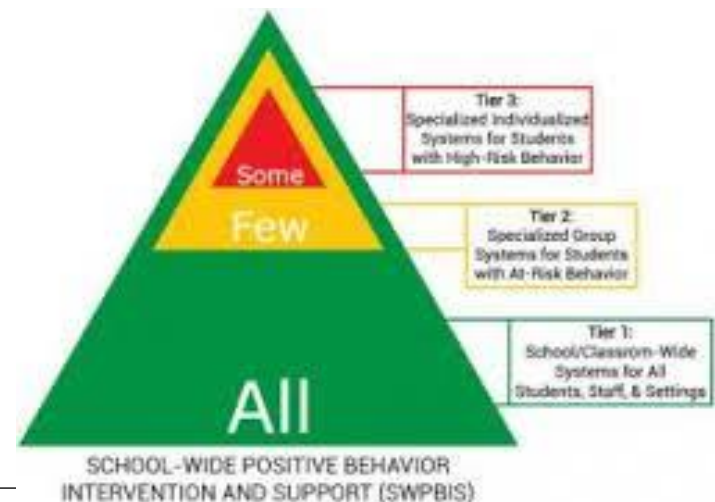 Tier 3:
Specialized Individualized
Systems for Students
with High-Risk Behavior
Some
Few
Tier 2:
Specialized Group
Systems for Students
with At-Risk Behavior
Tier 1:
School/Classrom-Wide
Systems for All
Students, Staff, & Settings
All
SCHOOL-WIDE POSITIVE BEHAVIOR
INTERVENTION AND SUPPORT (SWPBIS)